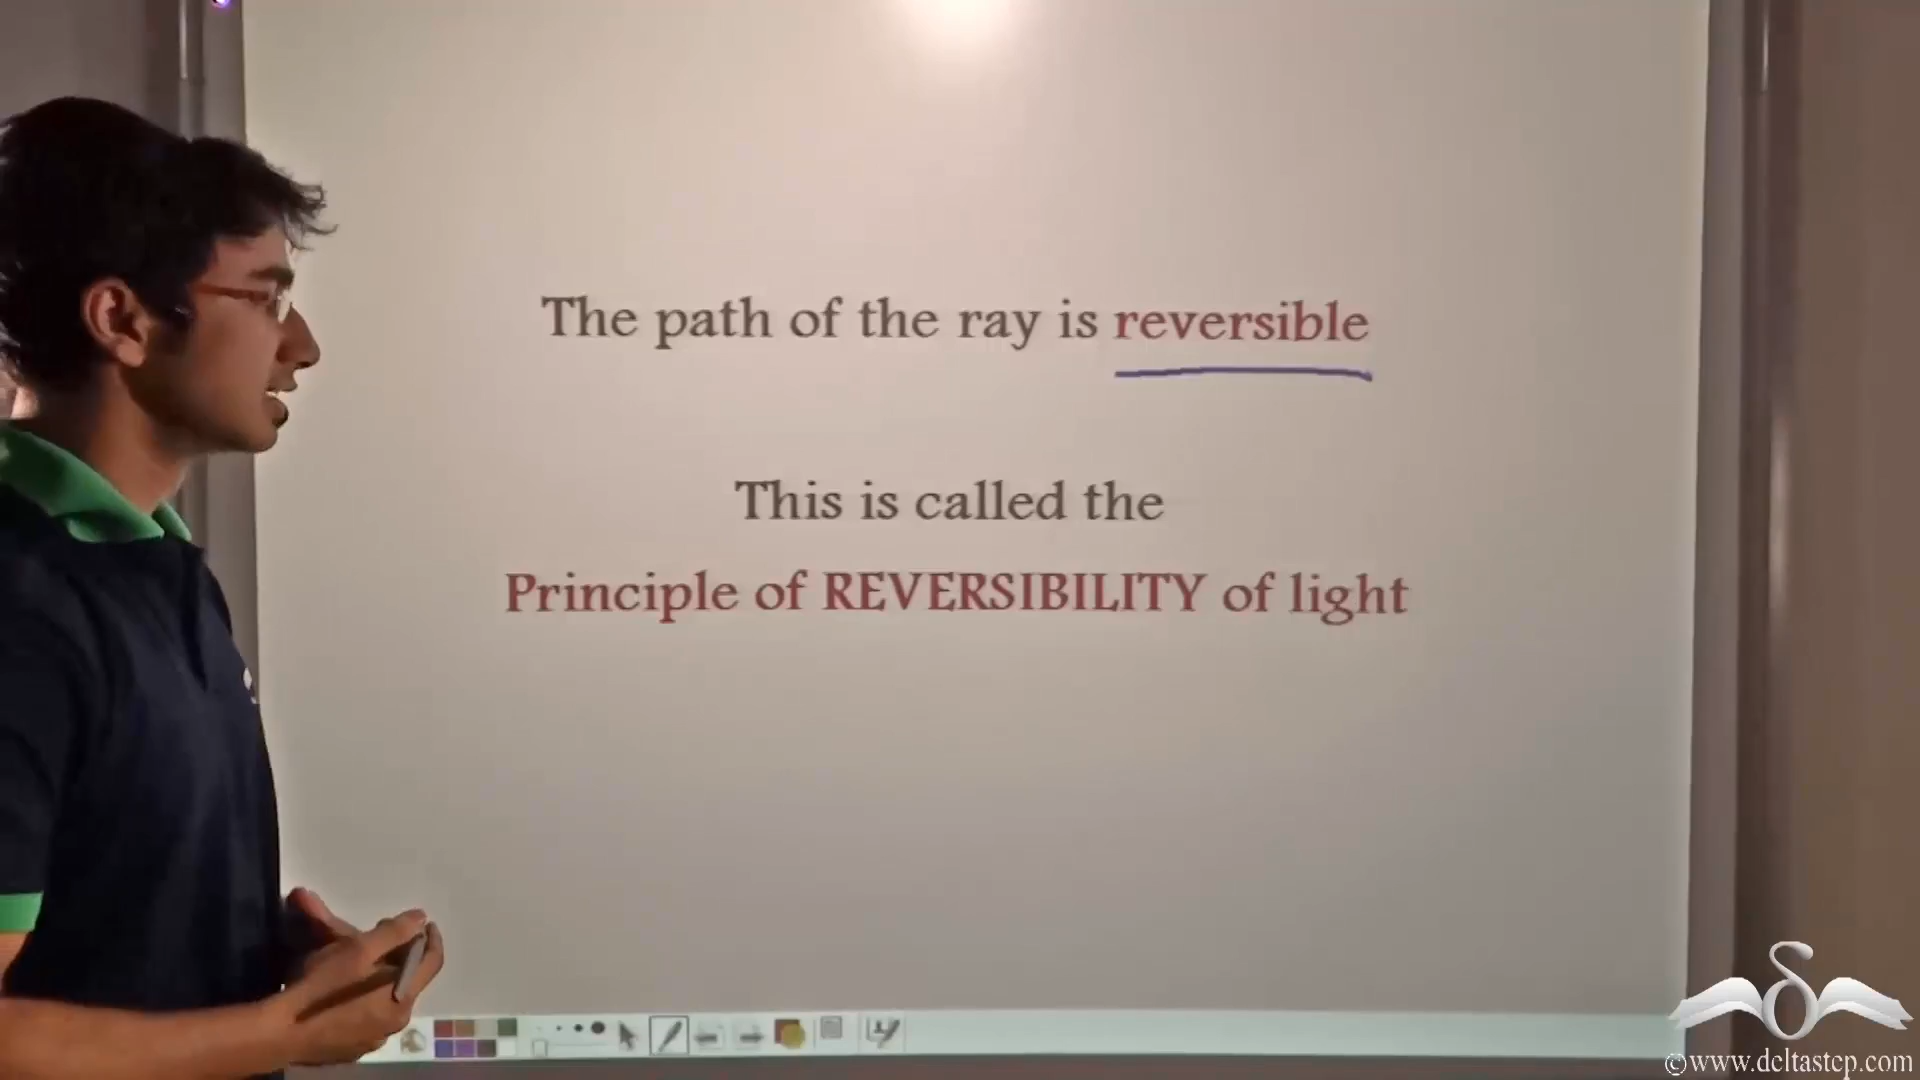 The path of the ray is reversible
This is called the
Principle of REVERSIBILITY of light
©www.deltastep.com